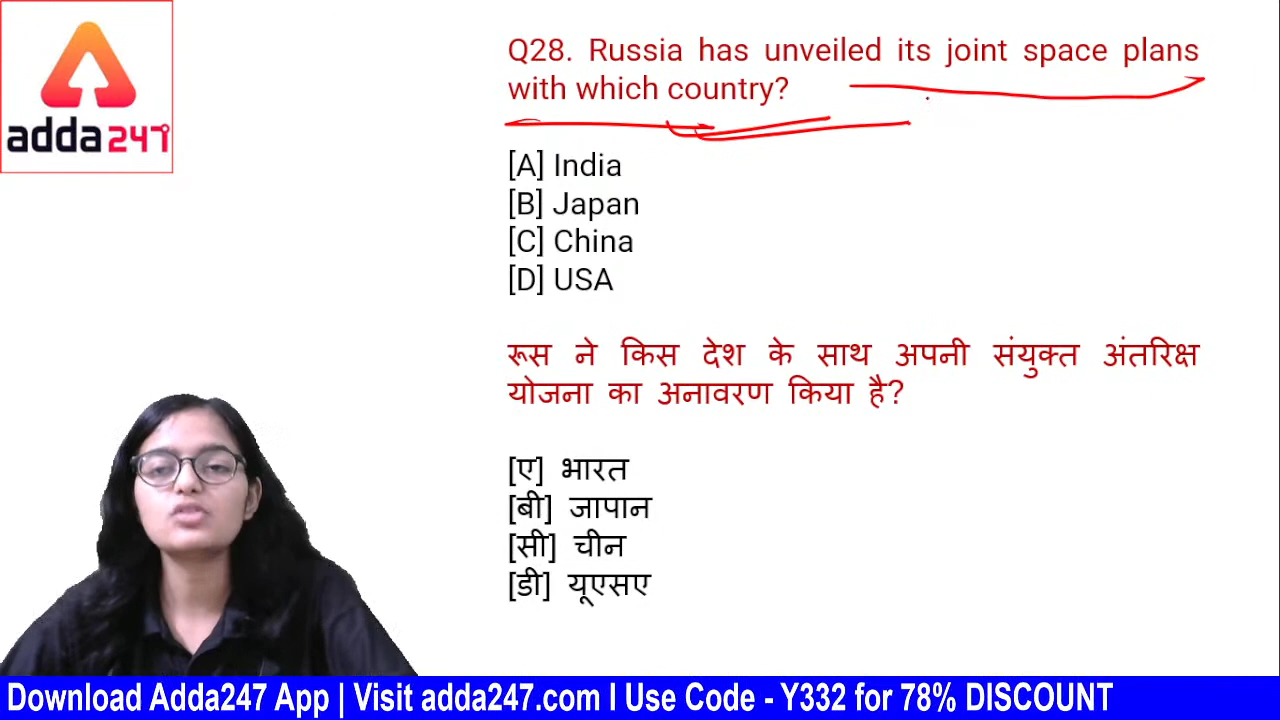 adda247
Q28. Russia has unveiled its joint space plans
with which country?
[A] India
[B] Japan
[C] China
[D] USA
रूस ने किस देश के साथ अपनी संयुक्त अंतरिक्ष
योजना का अनावरण किया है?
[ए] भारत
[बी] जापान
[सी] चीन
[डी] यूएसए
Download Adda247 App | Visit adda247.com I Use Code - Y332 for 78% DISCOUNT